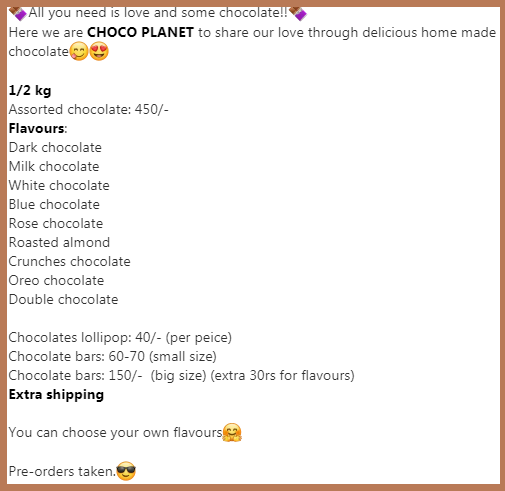 🍫All you need is love and some chocolate!!🍫
Here we are CHOCO PLANET to share our love through delicious home made
chocolate😋😍
1/2 kg
Assorted chocolate: 450/-
Flavours:
Dark chocolate
Milk chocolate
White chocolate
Blue chocolate
Rose chocolate
Roasted almond
Crunches chocolate
Oreo chocolate
Double chocolate
Chocolates lollipop: 40/- (per peice)
Chocolate bars: 60-70 (small size)
Chocolate bars: 150/-  (big size) (extra 30rs for flavours)
Extra shipping
You can choose your own flavours🤗
Pre-orders taken.😎